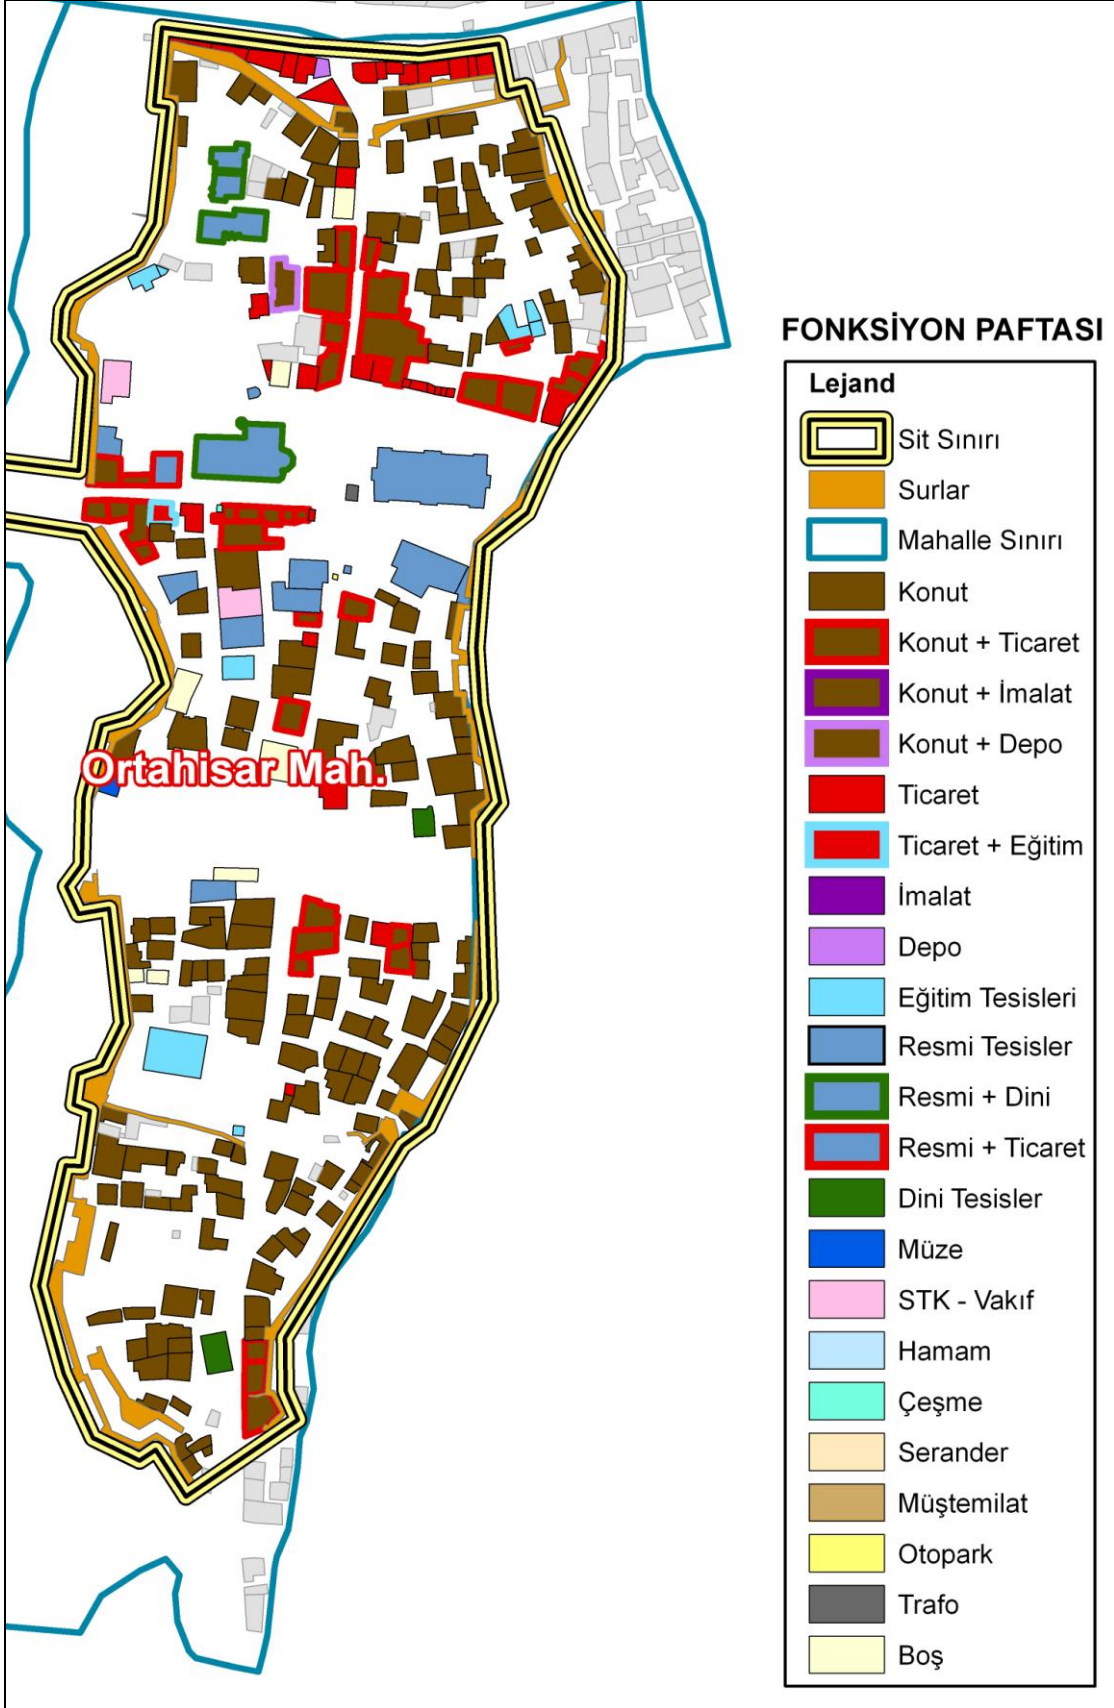 FONKSİYON PAFTASI
Lejand
Sit Sınırı
Surlar
Mahalle Sınırı
Konut
Konut + Ticaret
Konut + İmalat
Konut + Depo
Ticaret
Ticaret + Eğitim
İmalat
Depo
Eğitim Tesisleri
Resmi Tesisler
Resmi + Dini
Resmi + Ticaret
Dini Tesisler
Müze
STK - Vakıf
Hamam
Çeşme
Serander
Müştemilat
Otopark
Trafo
Boş
Ortahisar Mah.